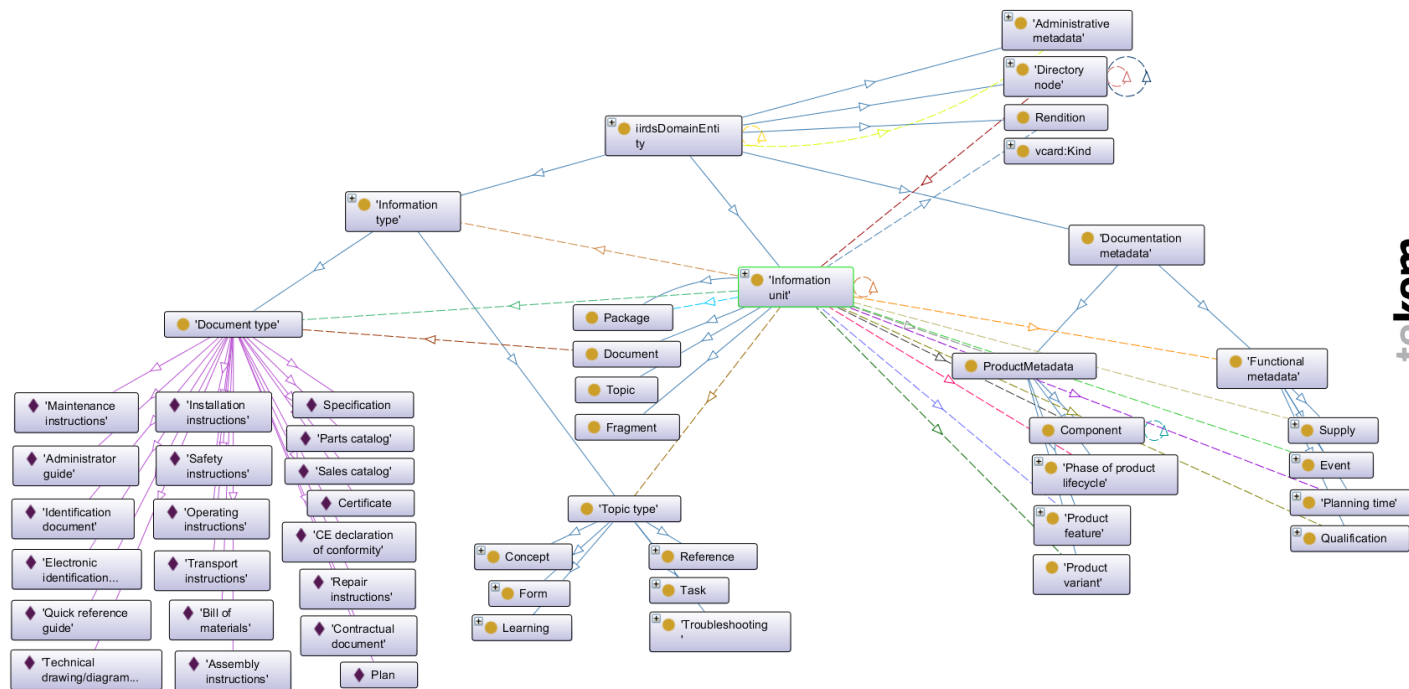 'Administrative
metadata'
'Directory
node'
Rendition
vcard:Kind
iirdsDomainEnti
ty
'Information
type'
'Documentation
metadata'
'Information
unit'
Package
Document
Topic
Fragment
'Document type'
ProductMetadata
'Functional
metadata'
Component
'Phase of product
lifecycle'
'Product
feature'
'Product
variant'
Supply
Event
'Planning time'
Qualification
'Maintenance
instructions'
'Administrator
guide'
'Identification
document'
'Electronic
identification...
'Quick reference
guide'
'Technical
drawing/diagram...
'Installation
instructions'
'Safety
instructions'
'Operating
instructions'
'Transport
instructions'
'Bill of
materials'
'Assembly
instructions'
Specification
'Parts catalog'
'Sales catalog'
Certificate
'CE declaration
of conformity'
'Repair
instructions'
'Contractual
document'
Plan
'Topic type'
Concept
Form
Learning
Reference
Task
'Troubleshooting
'
tekom